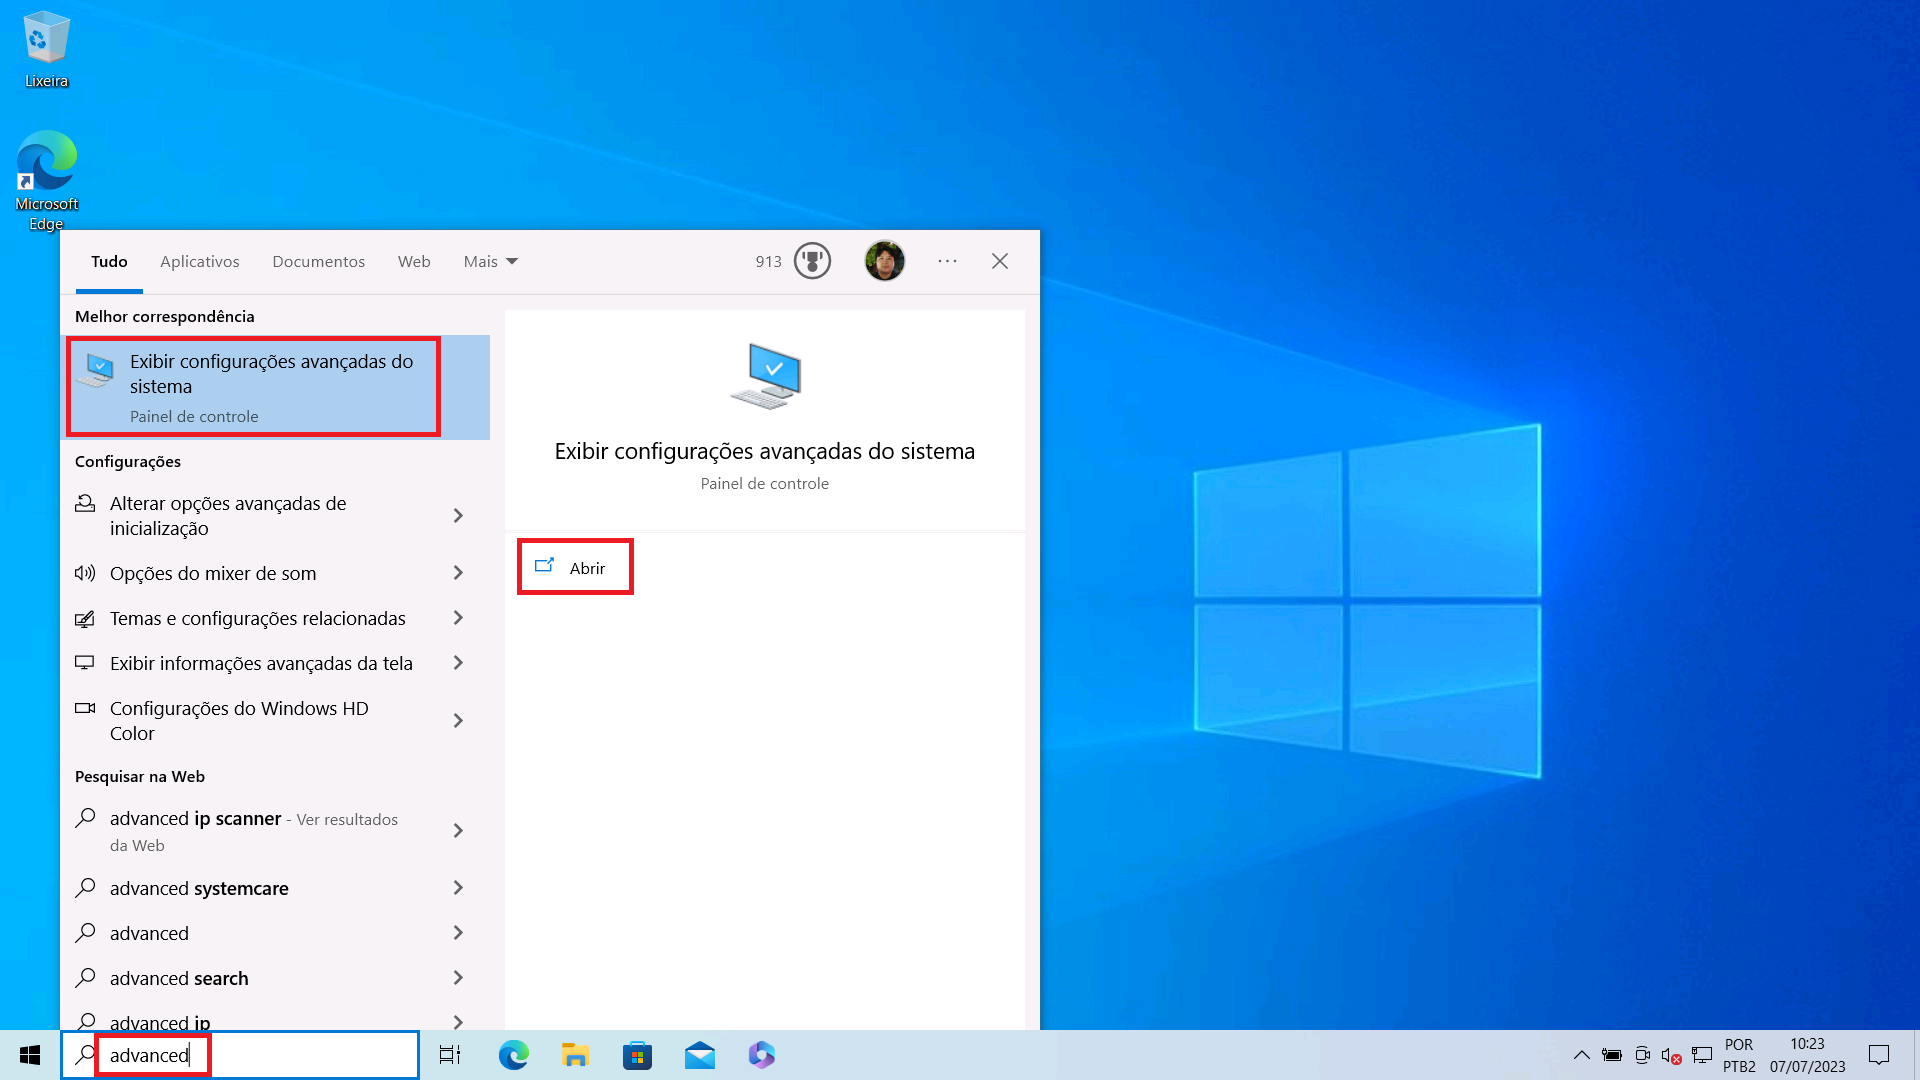 Lixeira
Microsoft
Edge
Tudo
Aplicativos
Documentos
Web
Mais
913
Melhor correspondência
Exibir configurações avançadas do
sistema
Painel de controle
Configurações
Alterar opções avançadas de
inicialização
Opções do mixer de som
Temas e configurações relacionadas
Exibir informações avançadas da tela
Configurações do Windows HD
Color
Pesquisar na Web
advanced ip scanner - Ver resultados
da Web
advanced systemcare
advanced
advanced search
advanced ip
Exibir configurações avançadas do sistema
Painel de controle
Abrir
advanced
POR
PTB2
10:23
07/07/2023